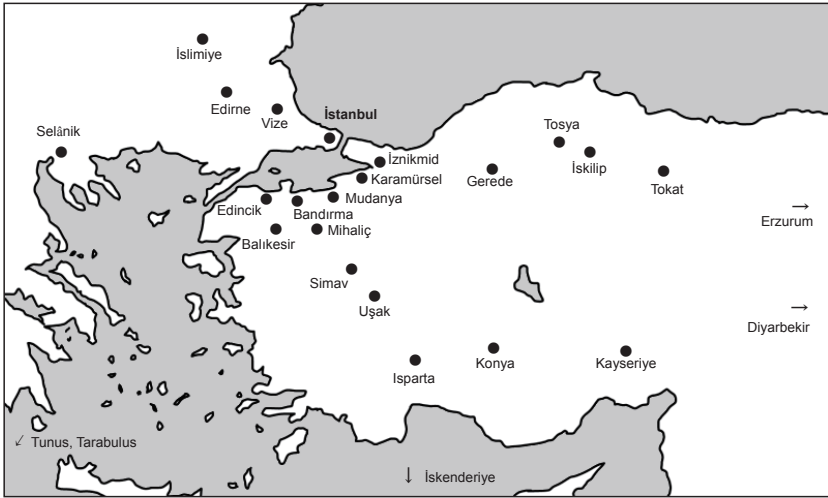 İslimiye
Edirne
Vize
İstanbul
Selânik
İznikmid
Karamürsel
Mudanya
Edincik
Bandırma
Balıkesir
Mihaliç
Simav
Uşak
Isparta
Konya
Kayseriye
Gerede
Tosya
İskilip
Tokat
→
Erzurum
→
Diyarbekir
↙ Tunus, Tarabulus
↓ İskenderiye